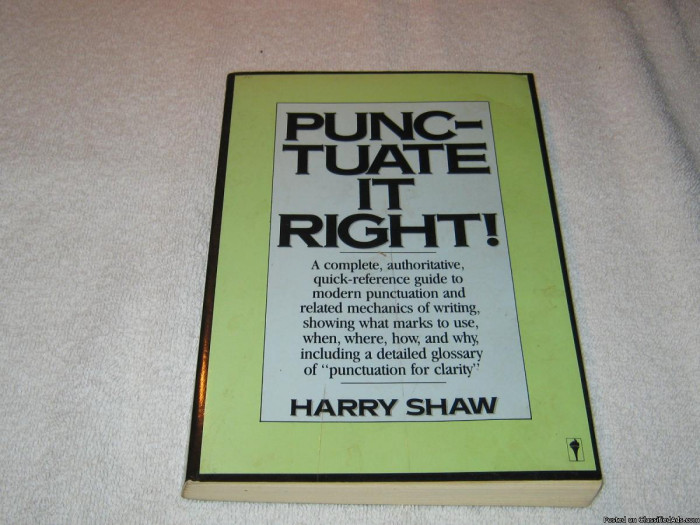 PUNC-
TUATE
IT
RIGHT!
A complete, authoritative,
quick-reference guide to
modern punctuation and
related mechanics of writing,
showing what marks to use,
when, where, how, and why,
including a detailed glossary
of "punctuation for clarity"
HARRY SHAW
Posted on ClassifiedAds.com